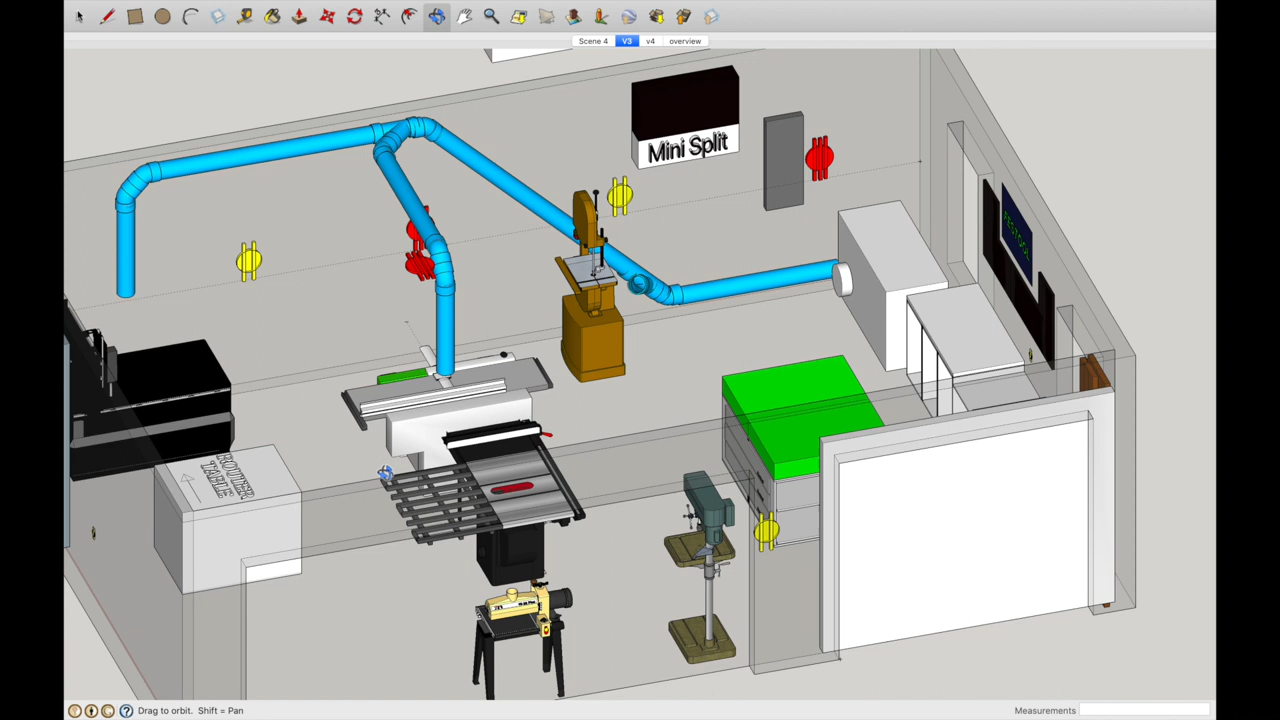 Scene 4
V3
v4
overview
Mini Split
FESTOOL
ROUTER
TABLE
Drag to orbit. Shift = Pan
Measurements